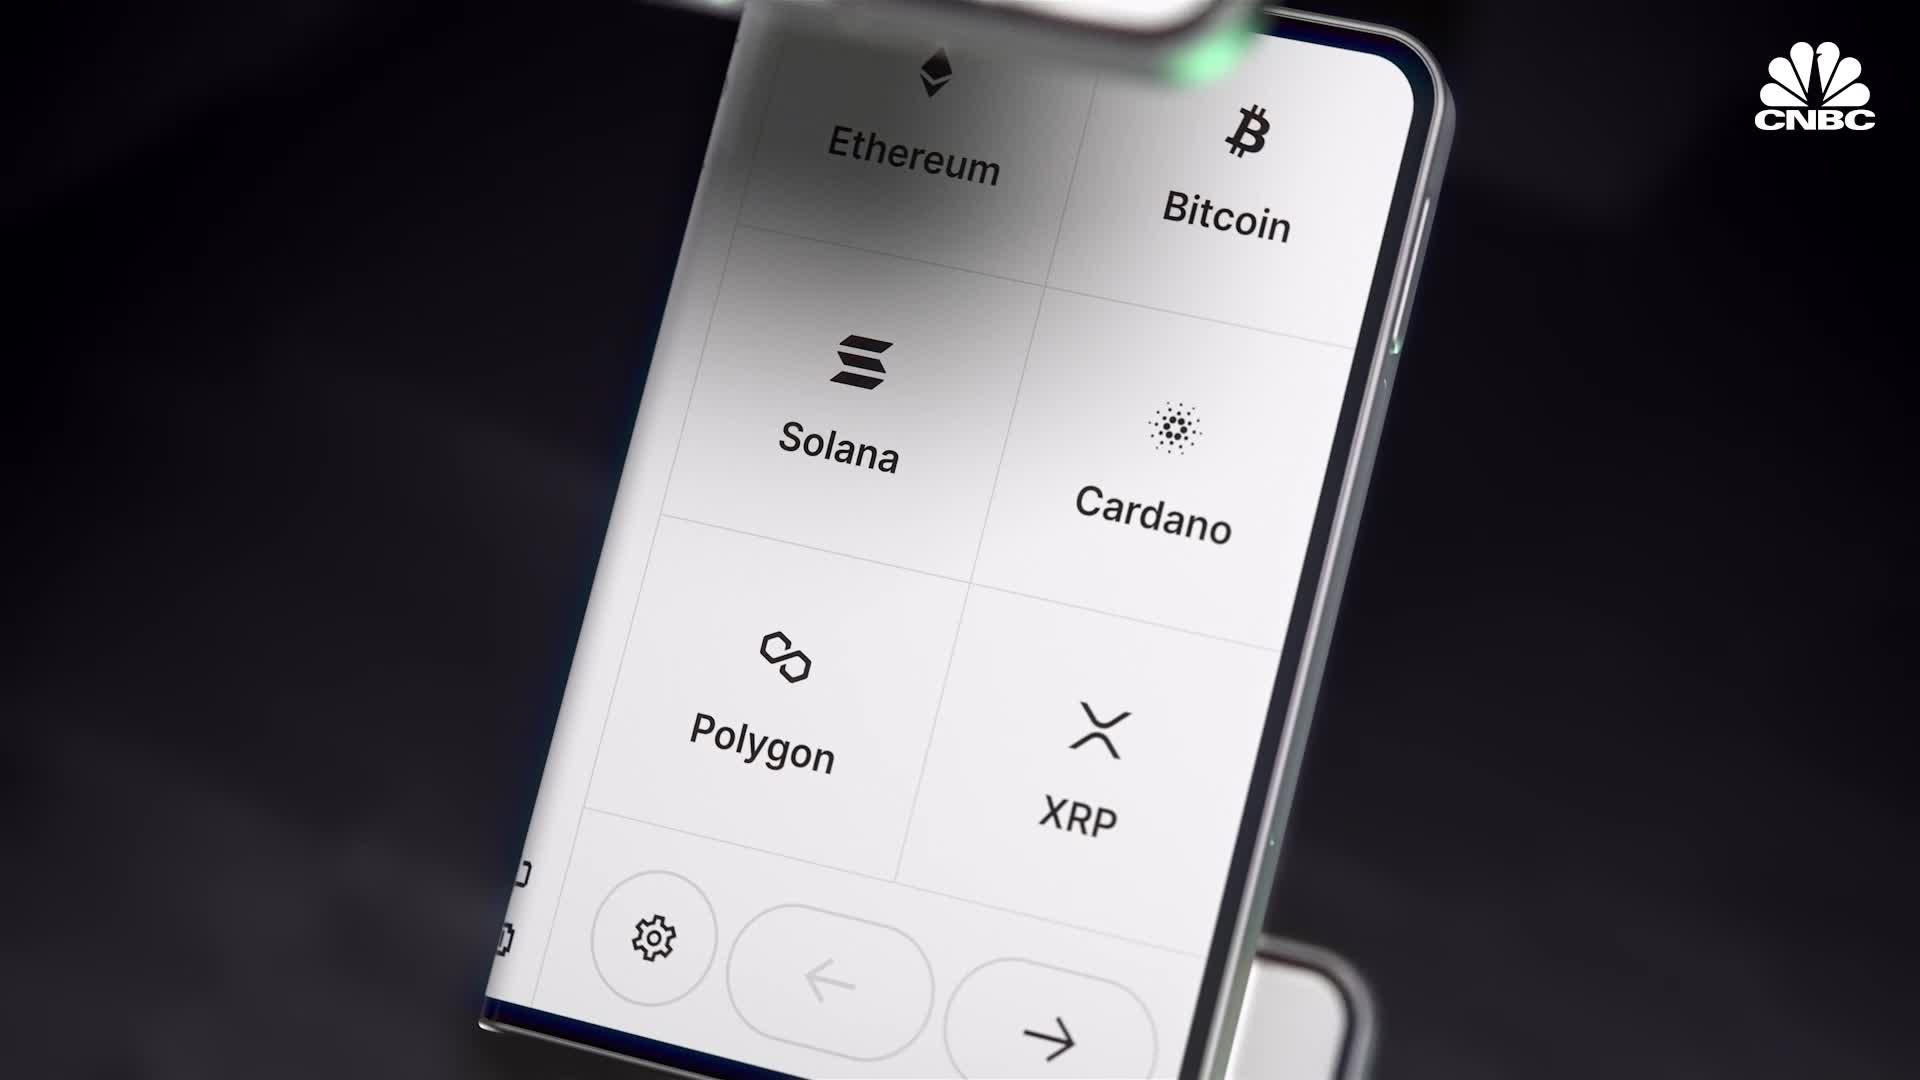 CNBC
Ethereum
Bitcoin
Solana
Cardano
Polygon
XRP